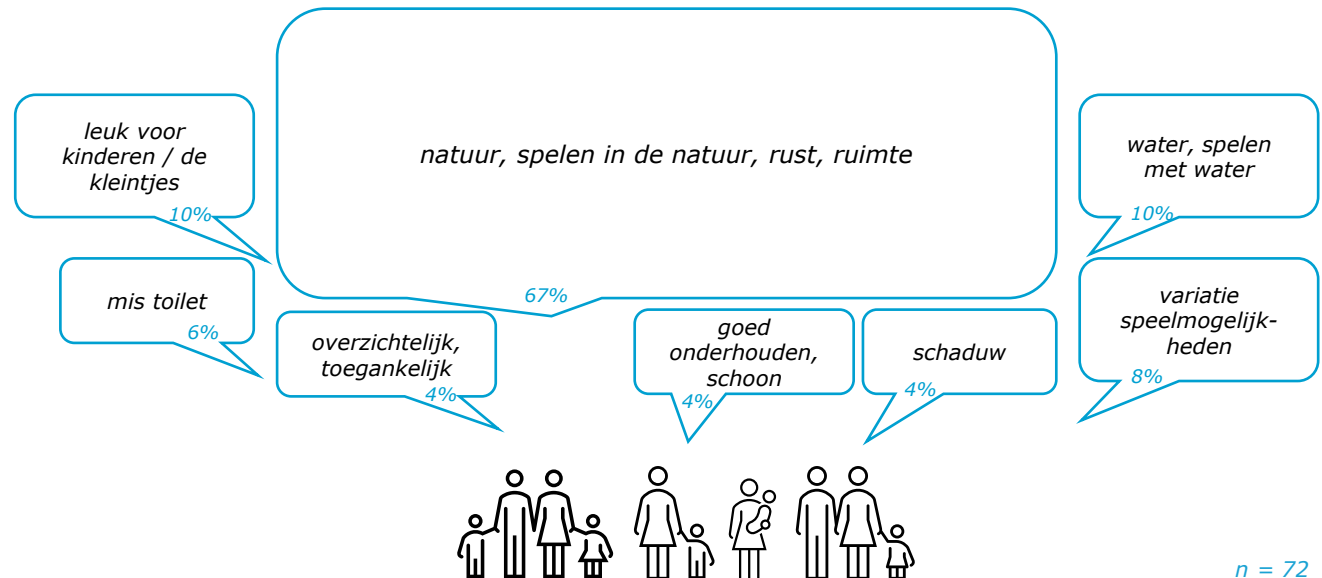 leuk voor
kinderen / de
kleintjes
10%
natuur, spelen in de natuur, rust, ruimte
67%
water, spelen
met water
10%
mis toilet
6%
overzichtelijk,
toegankelijk
4%
goed
onderhouden,
schoon
4%
schaduw
4%
variatie
speelmogelijk-
heden
8%
n = 72